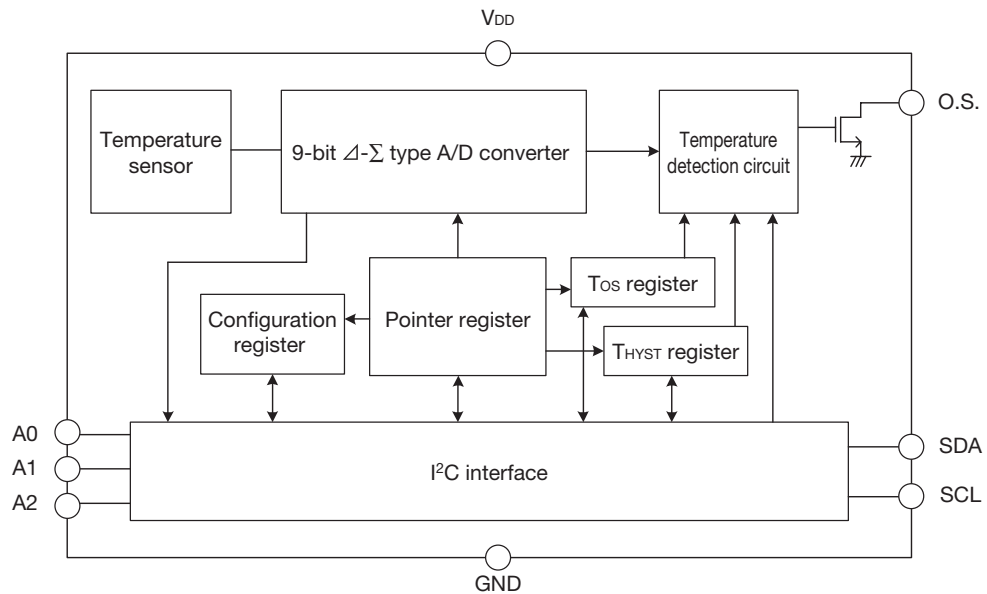 VDD
O.S.
Temperature
sensor
9-bit ⊿-∑ type A/D converter
Temperature
detection circuit
TOS register
Configuration
register
Pointer register
THYST register
A0
A1
A2
I²C interface
SDA
SCL
GND